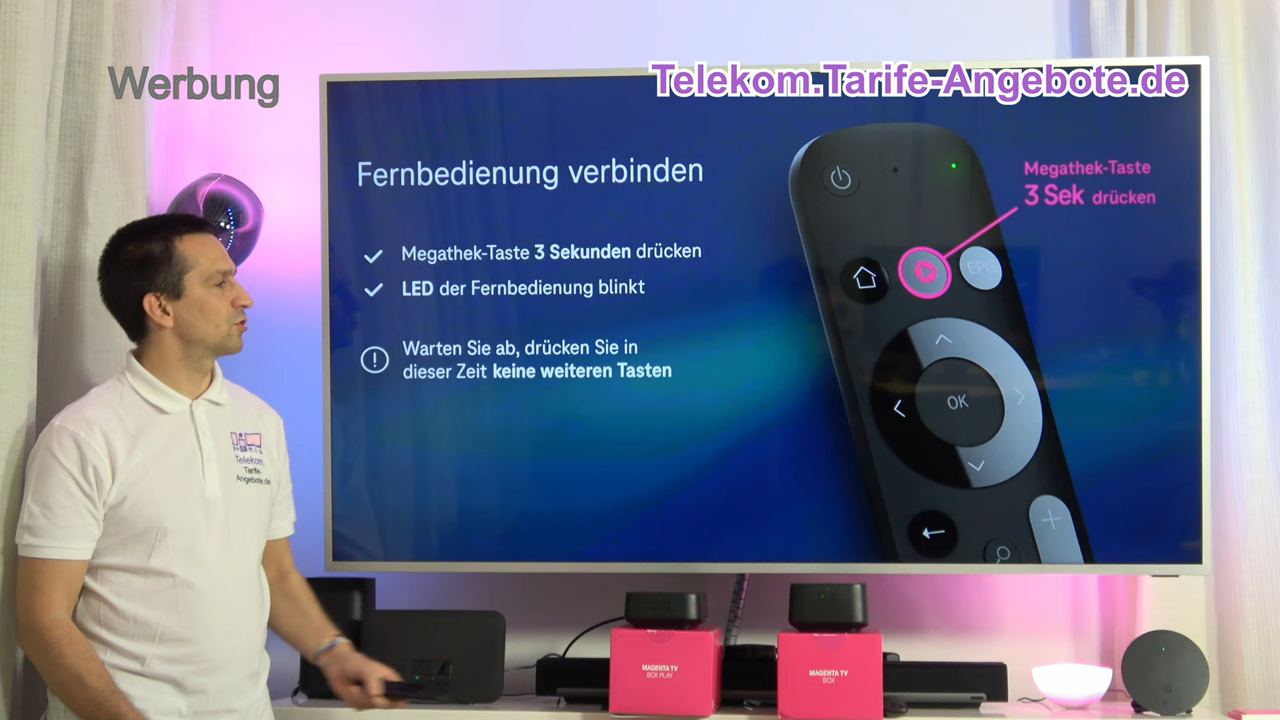 Werbung
Telekom.Tarife-Angebote.de
Fernbedienung verbinden
Megathek-Taste 3 Sekunden drücken
LED der Fernbedienung blinkt
Warten Sie ab, drücken Sie in
dieser Zeit keine weiteren Tasten
Megathek-Taste
3 Sek drücken
EPG
OK
Telekom.
Tarife-
Angebote.de
MAGENTA TV
BOX PLAY
MAGENTA TV
BOX